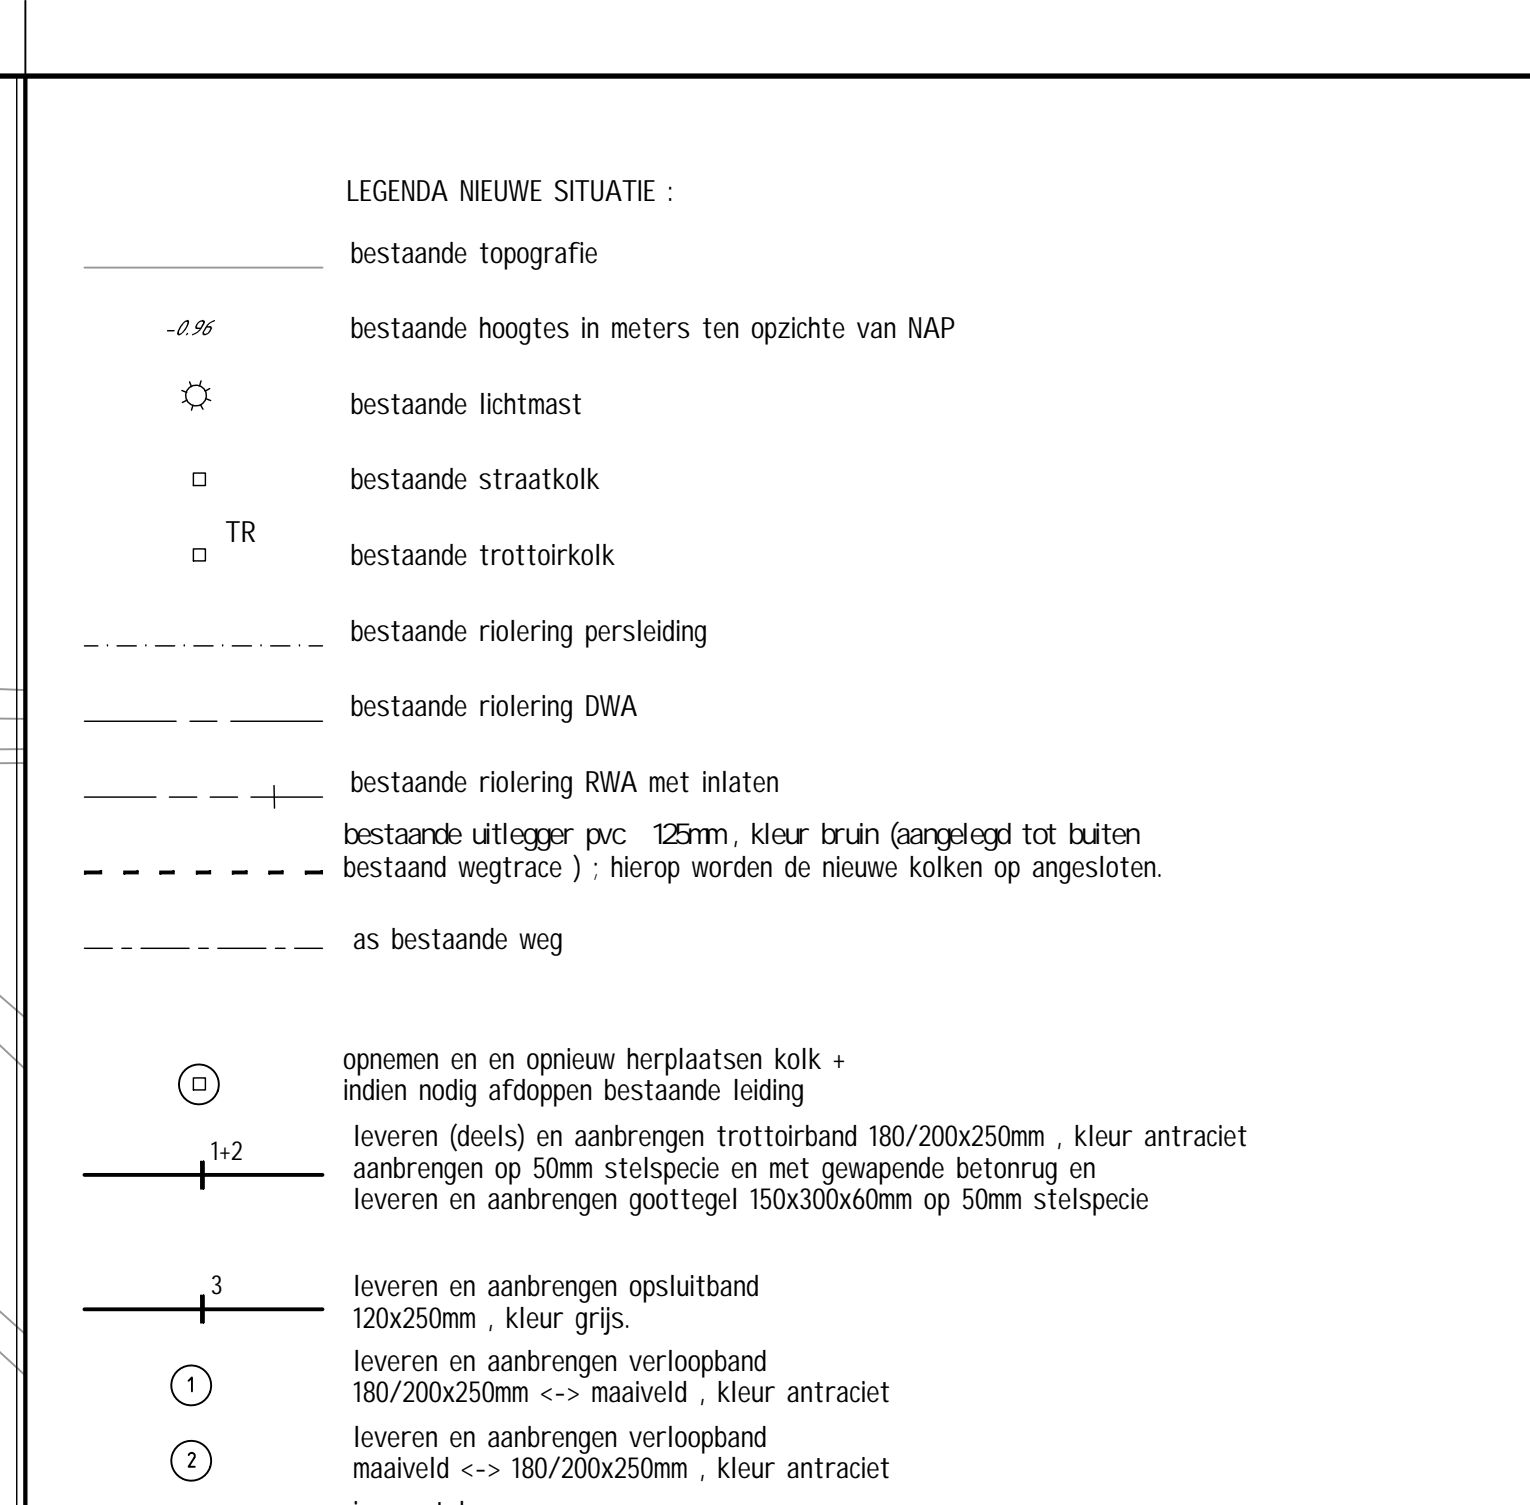 LEGENDA NIEUWE SITUATIE :
bestaande topografie
-0.96 bestaande hoogtes in meters ten opzichte van NAP
bestaande lichtmast
bestaande straatkolk
TR
bestaande trottoirkolk
bestaande riolering persleiding
bestaande riolering DWA
bestaande riolering RWA met inlaten
bestaande uitlegger pvc 125mm , kleur bruin (aangelegd tot buiten
bestaand wegtrace ) ; hierop worden de nieuwe kolken op angesloten.
as bestaande weg
opnemen en en opnieuw herplaatsen kolk +
indien nodig afdoppen bestaande leiding
1+2 leveren (deels) en aanbrengen trottoirband 180/200x250mm , kleur antraciet
aanbrengen op 50mm stelspecie en met gewapende betonrug en
leveren en aanbrengen goottegel 150x300x60mm op 50mm stelspecie
3 leveren en aanbrengen opsluitband
120x250mm , kleur grijs.
1 leveren en aanbrengen verloopband
180/200x250mm <-> maaiveld , kleur antraciet
2 leveren en aanbrengen verloopband
maaiveld <-> 180/200x250mm , kleur antraciet